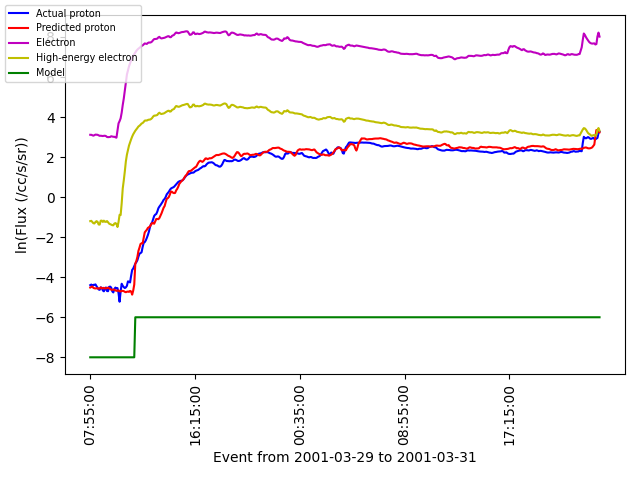 Actual proton
Predicted proton
Electron
High-energy electron
Model
8
6
4
2
0
−2
−4
−6
−8
ln(Flux (/cc/s/sr))
07:55:00
16:15:00
00:35:00
08:55:00
17:15:00
Event from 2001-03-29 to 2001-03-31